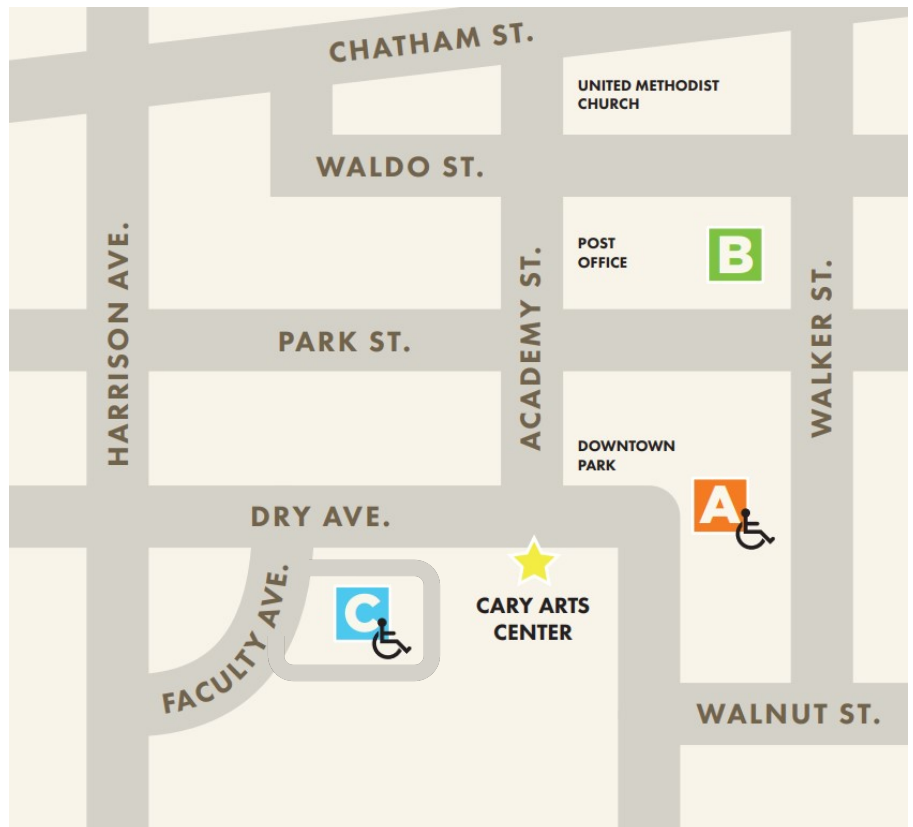 CHATHAM ST.
UNITED METHODIST
CHURCH
WALDO ST.
HARRISON AVE.
POST
OFFICE
B
ACADEMY ST.
WALKER ST.
PARK ST.
DOWNTOWN
PARK
A
DRY AVE.
FACULTY AVE.
C
CARY ARTS
CENTER
WALNUT ST.